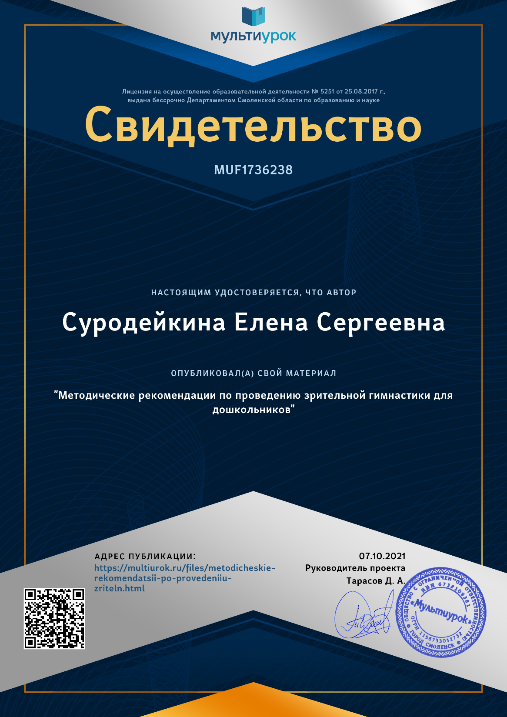 мультиурок
Лицензия на осуществление образовательной деятельности № 5251 от 25.08.2017 г.,
выдана бессрочно Департаментом Смоленской области по образованию и науке
Свидетельство
MUF1736238
НАСТОЯЩИМ УДОСТОВЕРЯЕТСЯ, ЧТО АВТОР
Суродейкина Елена Сергеевна
ОПУБЛИКОВАЛ(А) СВОЙ МАТЕРИАЛ
"Методические рекомендации по проведению зрительной гимнастики для
дошкольников"
АДРЕС ПУБЛИКАЦИИ:
https://multiurok.ru/files/metodicheskie-
rekomendatsii-po-provedeniiu-
zriteln.html
07.10.2021
Руководитель проекта
Тарасов Д. А.
«Мультиурок»